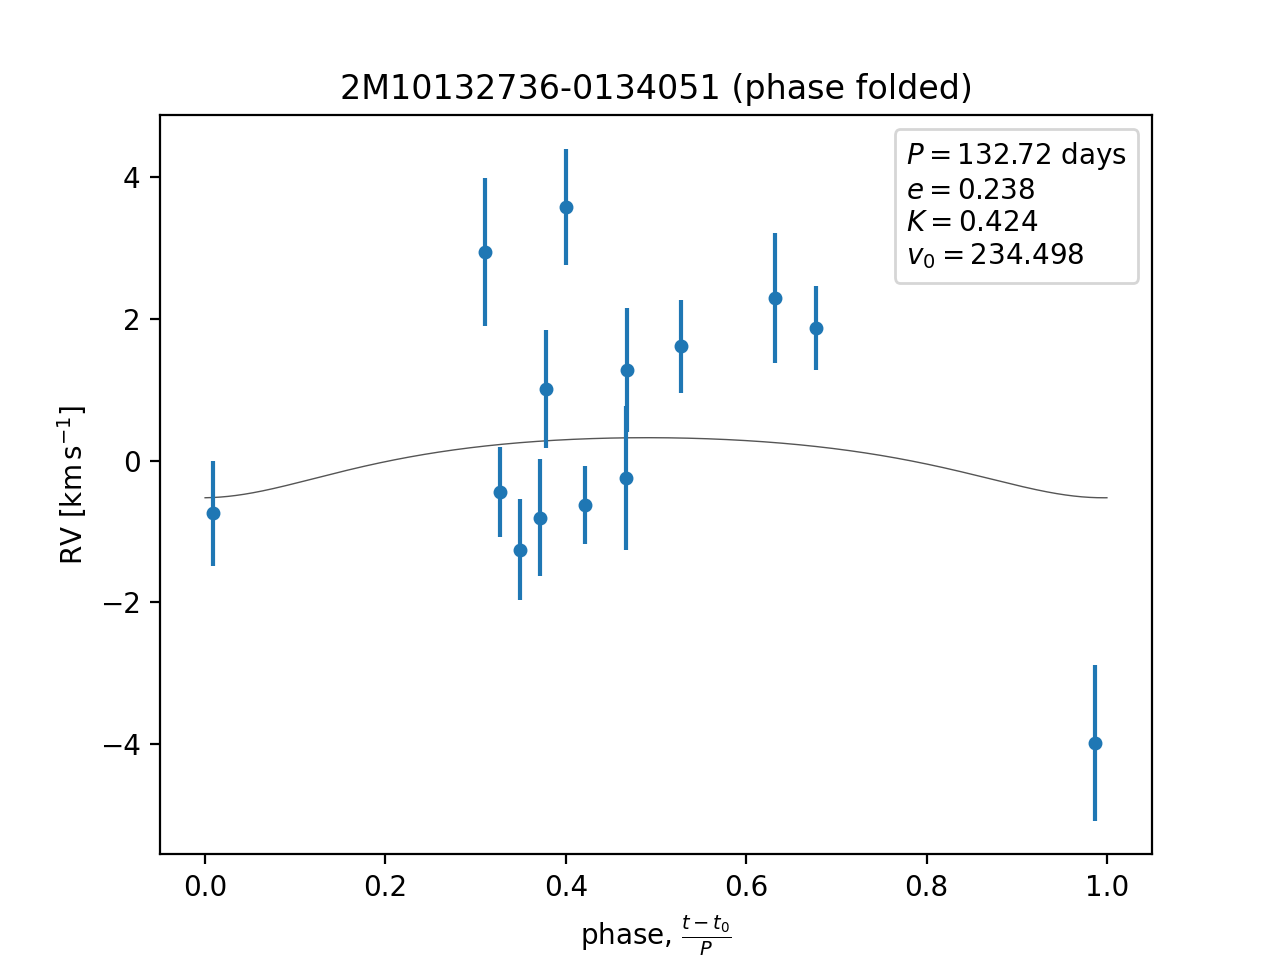 2M10132736-0134051 (phase folded)
P = 132.72 days
e = 0.238
K = 0.424
v₀ = 234.498
4
2
0
−2
−4
RV [km s⁻¹]
0.0 0.2 0.4 0.6 0.8 1.0
phase, (t − t₀)/P